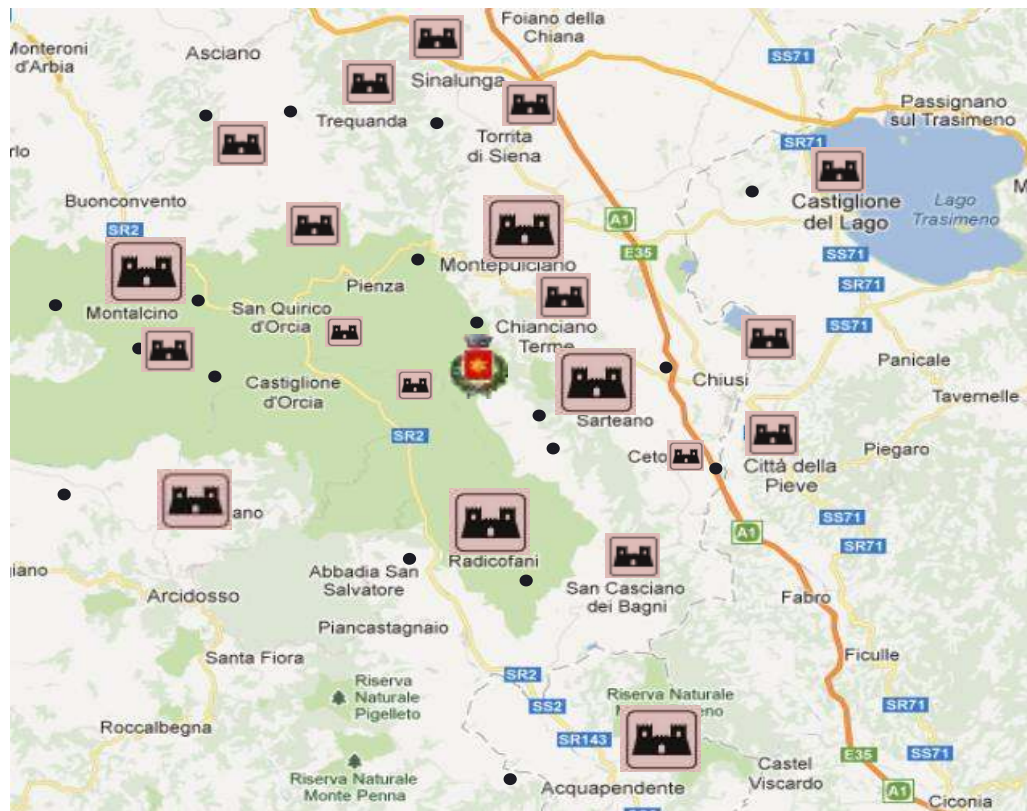 Foiano della
Chiana
Monteroni
d'Arbia
Asciano
SS71
Sinalunga
Passignano
sul Trasimeno
Trequanda
Torrita
di Siena
SR71
Buonconvento
Castiglione
del Lago
Lago
Trasimeno
A1
SR2
E35
SS71
Montepulciano
Pienza
SR71
Montalcino
San Quirico
d'Orcia
Chianciano
Terme
SS71
Panicale
Chiusi
Castiglione
d'Orcia
Tavernelle
Sarteano
SR2
Piegaro
Ceto
Città della
Pieve
ano
SS71
A1
SR71
Radicofani
Abbadia San
Salvatore
San Casciano
dei Bagni
Arcidosso
Fabro
Piancastagnaio
Santa Fiora
Ficulle
SR2
Riserva
Naturale
Pigelleto
Riserva Naturale
SS2
SR71
Roccalbegna
SR143
E35
SS71
Riserva Naturale
Monte Penna
Castel
Viscardo
Acquapendente
A1
Ciconia